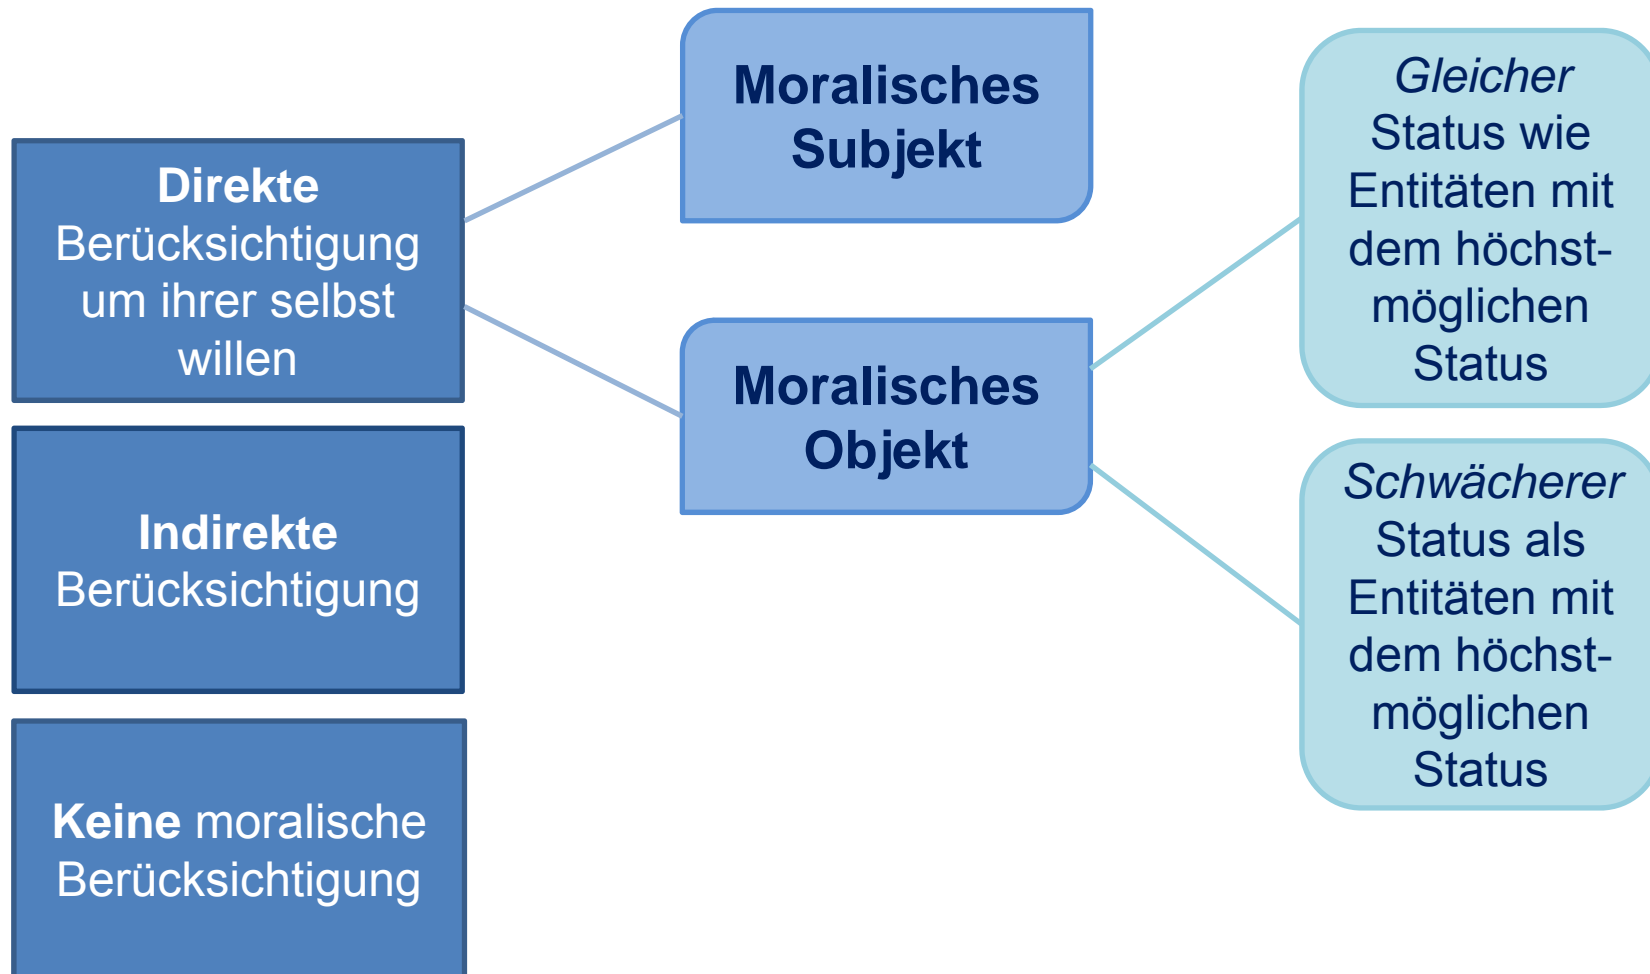 Direkte
Berücksichtigung
um ihrer selbst
willen
Indirekte
Berücksichtigung
Keine moralische
Berücksichtigung
Moralisches
Subjekt
Moralisches
Objekt
Gleicher
Status wie
Entitäten mit
dem höchst-
möglichen
Status
Schwächerer
Status als
Entitäten mit
dem höchst-
möglichen
Status